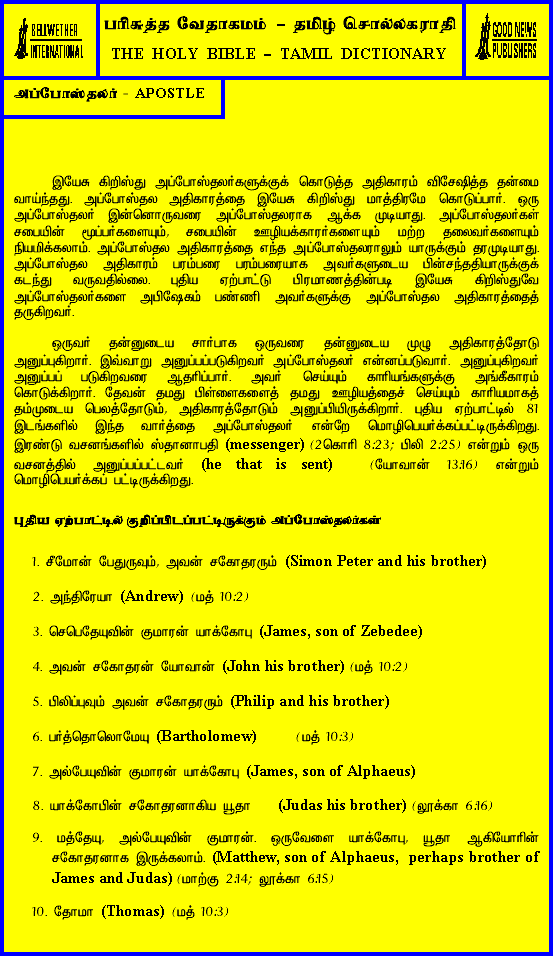 BELLWETHER
INTERNATIONAL
பரிசுத்த வேதாகமம் – தமிழ் சொல்லகராதி
THE HOLY BIBLE – TAMIL DICTIONARY
GOOD NEWS
PUBLISHERS
அப்போஸ்தலர் - APOSTLE
இயேசு கிறிஸ்து அப்போஸ்தலர்களுக்குக் கொடுத்த அதிகாரம் விசேஷித்த தன்மை
வாய்ந்தது. அப்போஸ்தல அதிகாரத்தை இயேசு கிறிஸ்து மாத்திரமே கொடுப்பார். ஒரு
அப்போஸ்தலர் இன்னொருவரை அப்போஸ்தலராக ஆக்க முடியாது. அப்போஸ்தலர்கள்
சபையின் மூப்பர்களையும், சபையின் ஊழியக்காரர்களையும் மற்ற தலைவர்களையும்
நியமிக்கலாம். அப்போஸ்தல அதிகாரத்தை எந்த அப்போஸ்தலராலும் யாருக்கும் தரமுடியாது.
அப்போஸ்தல அதிகாரம் பரம்பரை பரம்பரையாக அவர்களுடைய பின்சந்ததியாருக்குக்
கடந்து வருவதில்லை. புதிய ஏற்பாட்டு பிரமாணத்தின்படி இயேசு கிறிஸ்துவே
அப்போஸ்தலர்களை அபிஷேகம் பண்ணி அவர்களுக்கு அப்போஸ்தல அதிகாரத்தைத்
தருகிறவர்.
ஒருவர் தன்னுடைய சார்பாக ஒருவரை தன்னுடைய முழு அதிகாரத்தோடு
அனுப்புகிறார். இவ்வாறு அனுப்பப்படுகிறவர் அப்போஸ்தலர் என்னப்படுவார். அனுப்புகிறவர்
அனுப்பப் படுகிறவரை ஆதரிப்பார். அவர் செய்யும் காரியங்களுக்கு அங்கீகாரம்
கொடுக்கிறார். தேவன் தமது பிள்ளைகளைத் தமது ஊழியத்தைச் செய்யும் காரியமாகத்
தம்முடைய பெலத்தோடும், அதிகாரத்தோடும் அனுப்பியிருக்கிறார். புதிய ஏற்பாட்டில் 81
இடங்களில் இந்த வார்த்தை அப்போஸ்தலர் என்றே மொழிபெயர்க்கப்பட்டிருக்கிறது.
இரண்டு வசனங்களில் ஸ்தானாபதி (messenger) (2கொரி 8:23; பிலி 2:25) என்றும் ஒரு
வசனத்தில் அனுப்பப்பட்டவர் (he that is sent) (யோவான் 13:16) என்றும்
மொழிபெயர்க்கப் பட்டிருக்கிறது.
புதிய ஏற்பாட்டில் குறிப்பிடப்பட்டிருக்கும் அப்போஸ்தலர்கள்
1. சீமோன் பேதுருவும், அவன் சகோதரரும் (Simon Peter and his brother)
2. அந்திரேயா (Andrew) (மத் 10:2)
3. செபெதேயுவின் குமாரன் யாக்கோபு (James, son of Zebedee)
4. அவன் சகோதரன் யோவான் (John his brother) (மத் 10:2)
5. பிலிப்புவும் அவன் சகோதரரும் (Philip and his brother)
6. பர்த்தொலொமேயு (Bartholomew) (மத் 10:3)
7. அல்பேயுவின் குமாரன் யாக்கோபு (James, son of Alphaeus)
8. யாக்கோபின் சகோதரனாகிய யூதா (Judas his brother) (லூக்கா 6:16)
9. மத்தேயு, அல்பேயுவின் குமாரன். ஒருவேளை யாக்கோபு, யூதா ஆகியோரின்
சகோதரனாக இருக்கலாம். (Matthew, son of Alphaeus, perhaps brother of
James and Judas) (மாற்கு 2:14; லூக்கா 6:15)
10. தோமா (Thomas) (மத் 10:3)